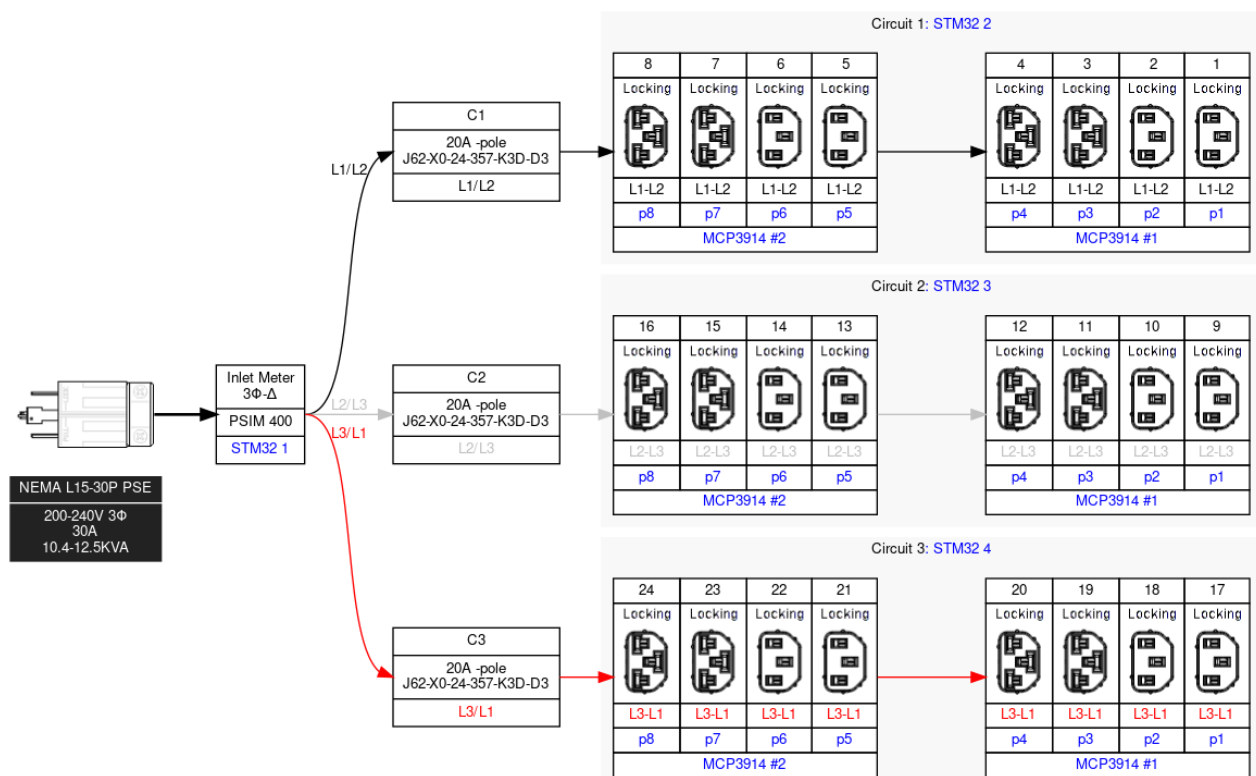 Circuit 1: STM32 2
8 7 6 5
Locking Locking Locking Locking
L1-L2 L1-L2 L1-L2 L1-L2
p8 p7 p6 p5
MCP3914 #2
4 3 2 1
Locking Locking Locking Locking
L1-L2 L1-L2 L1-L2 L1-L2
p4 p3 p2 p1
MCP3914 #1
C1
20A -pole
J62-X0-24-357-K3D-D3
L1/L2
L1/L2
Circuit 2: STM32 3
16 15 14 13
Locking Locking Locking Locking
L2-L3 L2-L3 L2-L3 L2-L3
p8 p7 p6 p5
MCP3914 #2
12 11 10 9
Locking Locking Locking Locking
L2-L3 L2-L3 L2-L3 L2-L3
p4 p3 p2 p1
MCP3914 #1
Inlet Meter
3Φ-Δ
PSIM 400
STM32 1
L2/L3
L3/L1
C2
20A -pole
J62-X0-24-357-K3D-D3
L2/L3
NEMA L15-30P PSE
200-240V 3Φ
30A
10.4-12.5KVA
Circuit 3: STM32 4
24 23 22 21
Locking Locking Locking Locking
L3-L1 L3-L1 L3-L1 L3-L1
p8 p7 p6 p5
MCP3914 #2
20 19 18 17
Locking Locking Locking Locking
L3-L1 L3-L1 L3-L1 L3-L1
p4 p3 p2 p1
MCP3914 #1
C3
20A -pole
J62-X0-24-357-K3D-D3
L3/L1